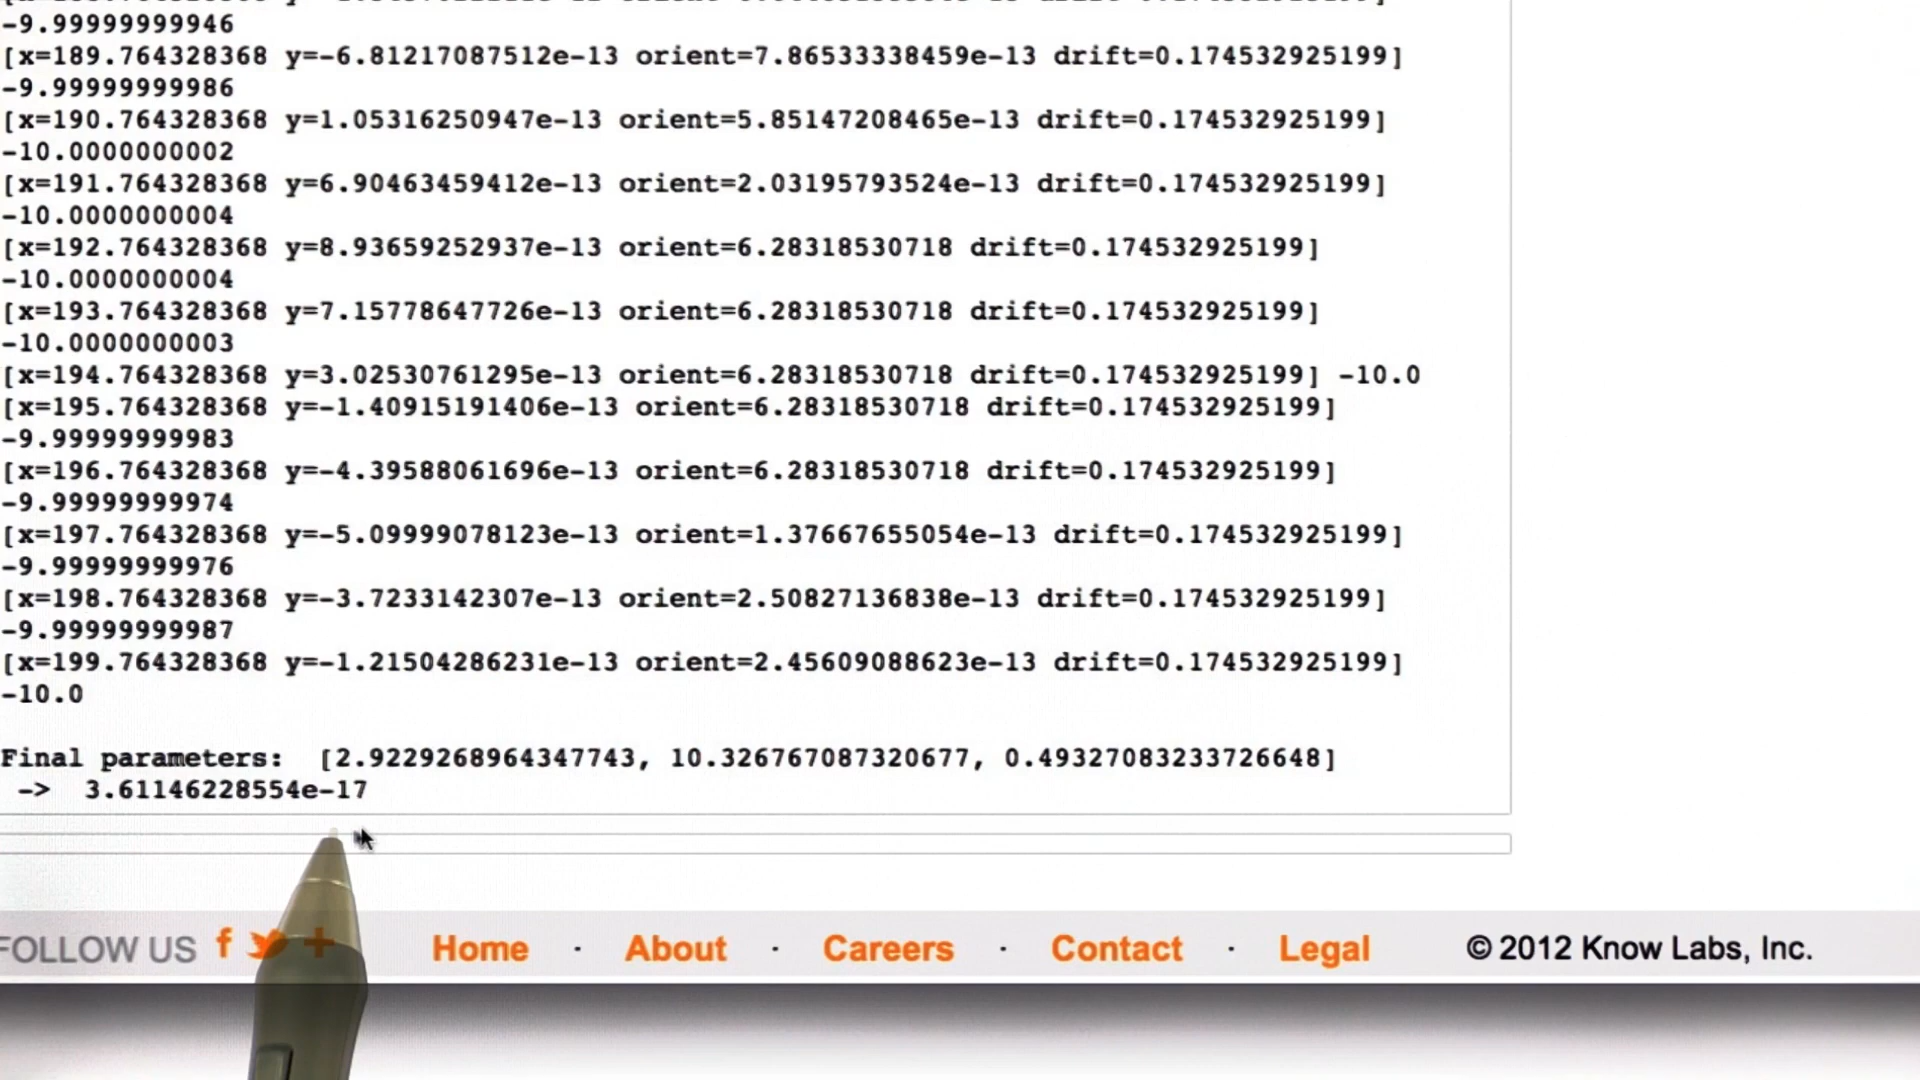 -9.99999999946
[x=189.764328368 y=-6.81217087512e-13 orient=7.86533338459e-13 drift=0.174532925199]
-9.99999999986
[x=190.764328368 y=1.05316250947e-13 orient=5.85147208465e-13 drift=0.174532925199]
-10.0000000002
[x=191.764328368 y=6.90463459412e-13 orient=2.03195793524e-13 drift=0.174532925199]
-10.0000000004
[x=192.764328368 y=8.93659252937e-13 orient=6.28318530718 drift=0.174532925199]
-10.0000000004
[x=193.764328368 y=7.15778647726e-13 orient=6.28318530718 drift=0.174532925199]
-10.0000000003
[x=194.764328368 y=3.02530761295e-13 orient=6.28318530718 drift=0.174532925199] -10.0
[x=195.764328368 y=-1.40915191406e-13 orient=6.28318530718 drift=0.174532925199]
-9.99999999983
[x=196.764328368 y=-4.39588061696e-13 orient=6.28318530718 drift=0.174532925199]
-9.99999999974
[x=197.764328368 y=-5.09999078123e-13 orient=1.37667655054e-13 drift=0.174532925199]
-9.99999999976
[x=198.764328368 y=-3.7233142307e-13 orient=2.50827136838e-13 drift=0.174532925199]
-9.99999999987
[x=199.764328368 y=-1.21504286231e-13 orient=2.45609088623e-13 drift=0.174532925199]
-10.0
Final parameters: [2.9229268964347743, 10.326767087320677, 0.49327083233726648]
-> 3.61146228554e-17
FOLLOW US f + Home · About · Careers · Contact · Legal © 2012 Know Labs, Inc.